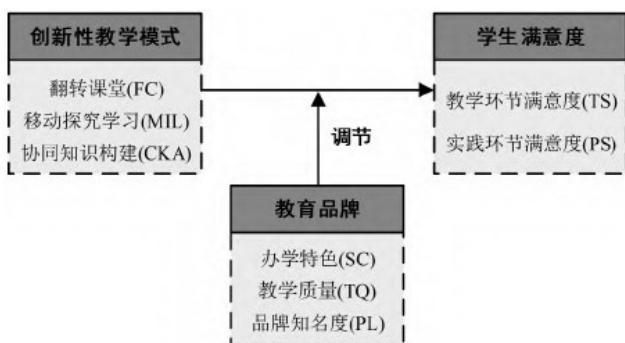 创新性教学模式
翻转课堂(FC)
移动探究学习(MIL)
协同知识构建(CKA)
学生满意度
教学环节满意度(TS)
实践环节满意度(PS)
调节
教育品牌
办学特色(SC)
教学质量(TQ)
品牌知名度(PL)